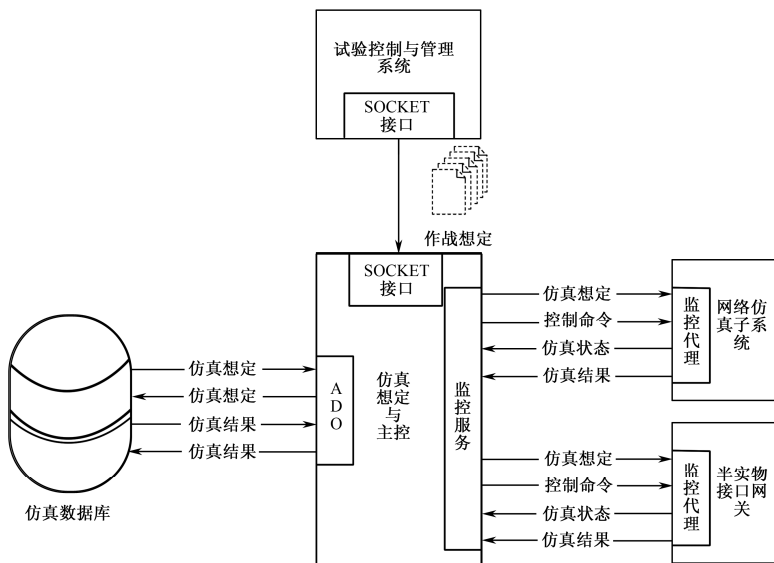 试验控制与管理
系统
SOCKET
接口
作战想定
SOCKET
接口
仿真
想定
与
主控
ADO
监控服务
仿真想定
仿真想定
仿真结果
仿真结果
仿真数据库
仿真想定
控制命令
仿真状态
仿真结果
监控代理
网络仿
真子系
统
仿真想定
控制命令
仿真状态
仿真结果
监控代理
半实物
接口网
关